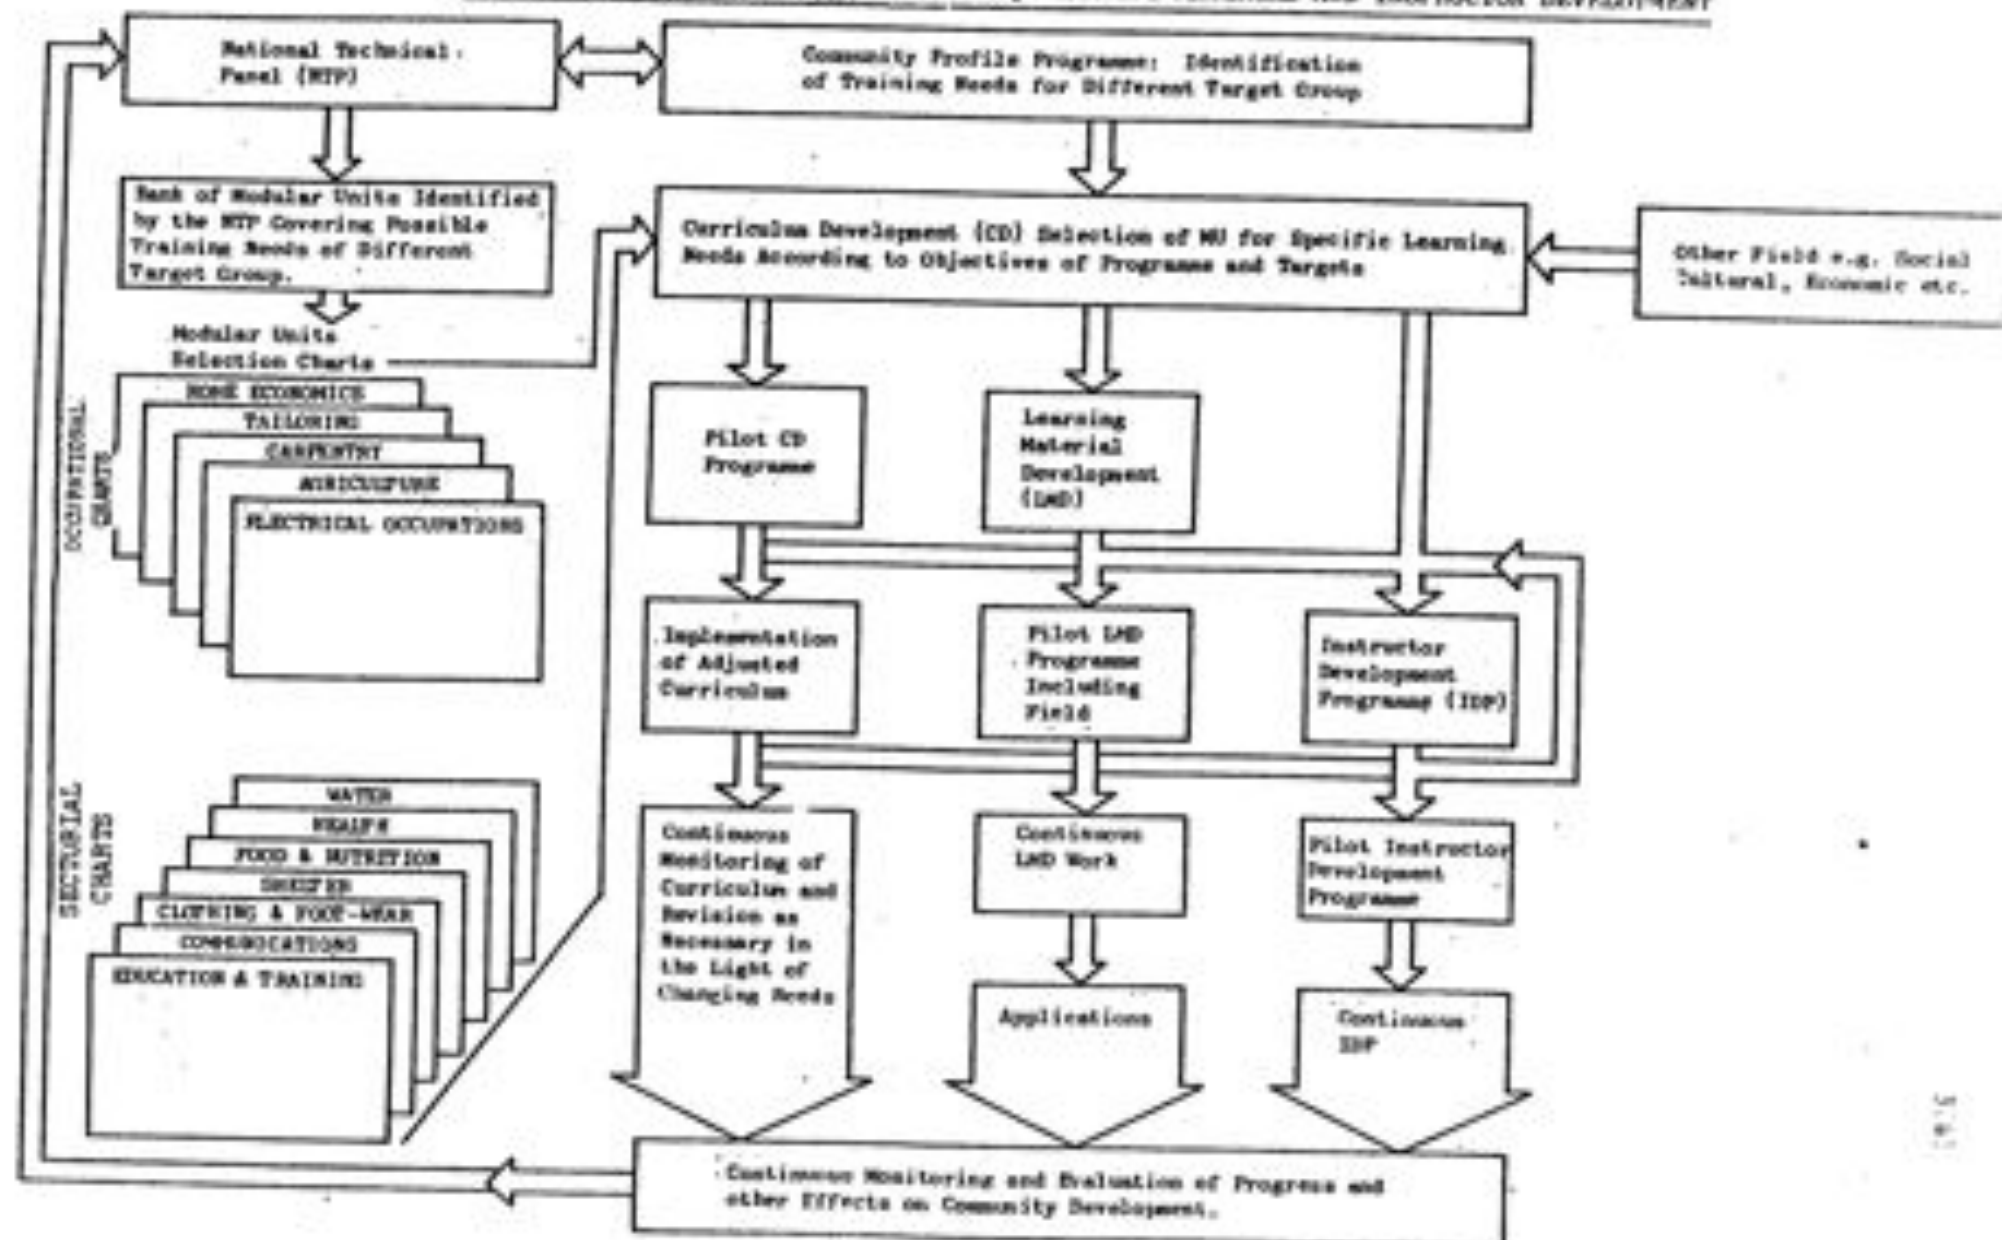 AND INSTRUCTOR DEVELOPMENT
National Technical
Panel (NTP)
Community Profile Programme: Identification
of Training Needs for Different Target Group
Bank of Modular Units Identified
by the NTP Covering Possible
Training Needs of Different
Target Group.
Curriculum Development (CD) Selection of MU for Specific Learning
Needs According to Objectives of Programme and Targets
Other Field e.g. Social
Cultural, Economic etc.
Modular Units
Selection Charts
OCCUPATIONAL
CHARTS
HOME ECONOMICS
TAILORING
CARPENTRY
AGRICULTURE
ELECTRICAL OCCUPATIONS
Pilot CD
Programme
Learning
Material
Development
(LMD)
Implementation
of Adjusted
Curriculum
Pilot LMD
Programme
Including
Field
Instructor
Development
Programme (IDP)
SECTORIAL
CHARTS
WATER
HEALTH
FOOD & NUTRITION
SHELTER
CLOTHING & FOOT-WEAR
COMMUNICATIONS
EDUCATION & TRAINING
Continuous
Monitoring of
Curriculum and
Revision as
Necessary in
the Light of
Changing Needs
Continuous
LMD Work
Pilot Instructor
Development
Programme
Applications
Continuous
IDP
Continuous Monitoring and Evaluation of Progress and
other Effects on Community Development.